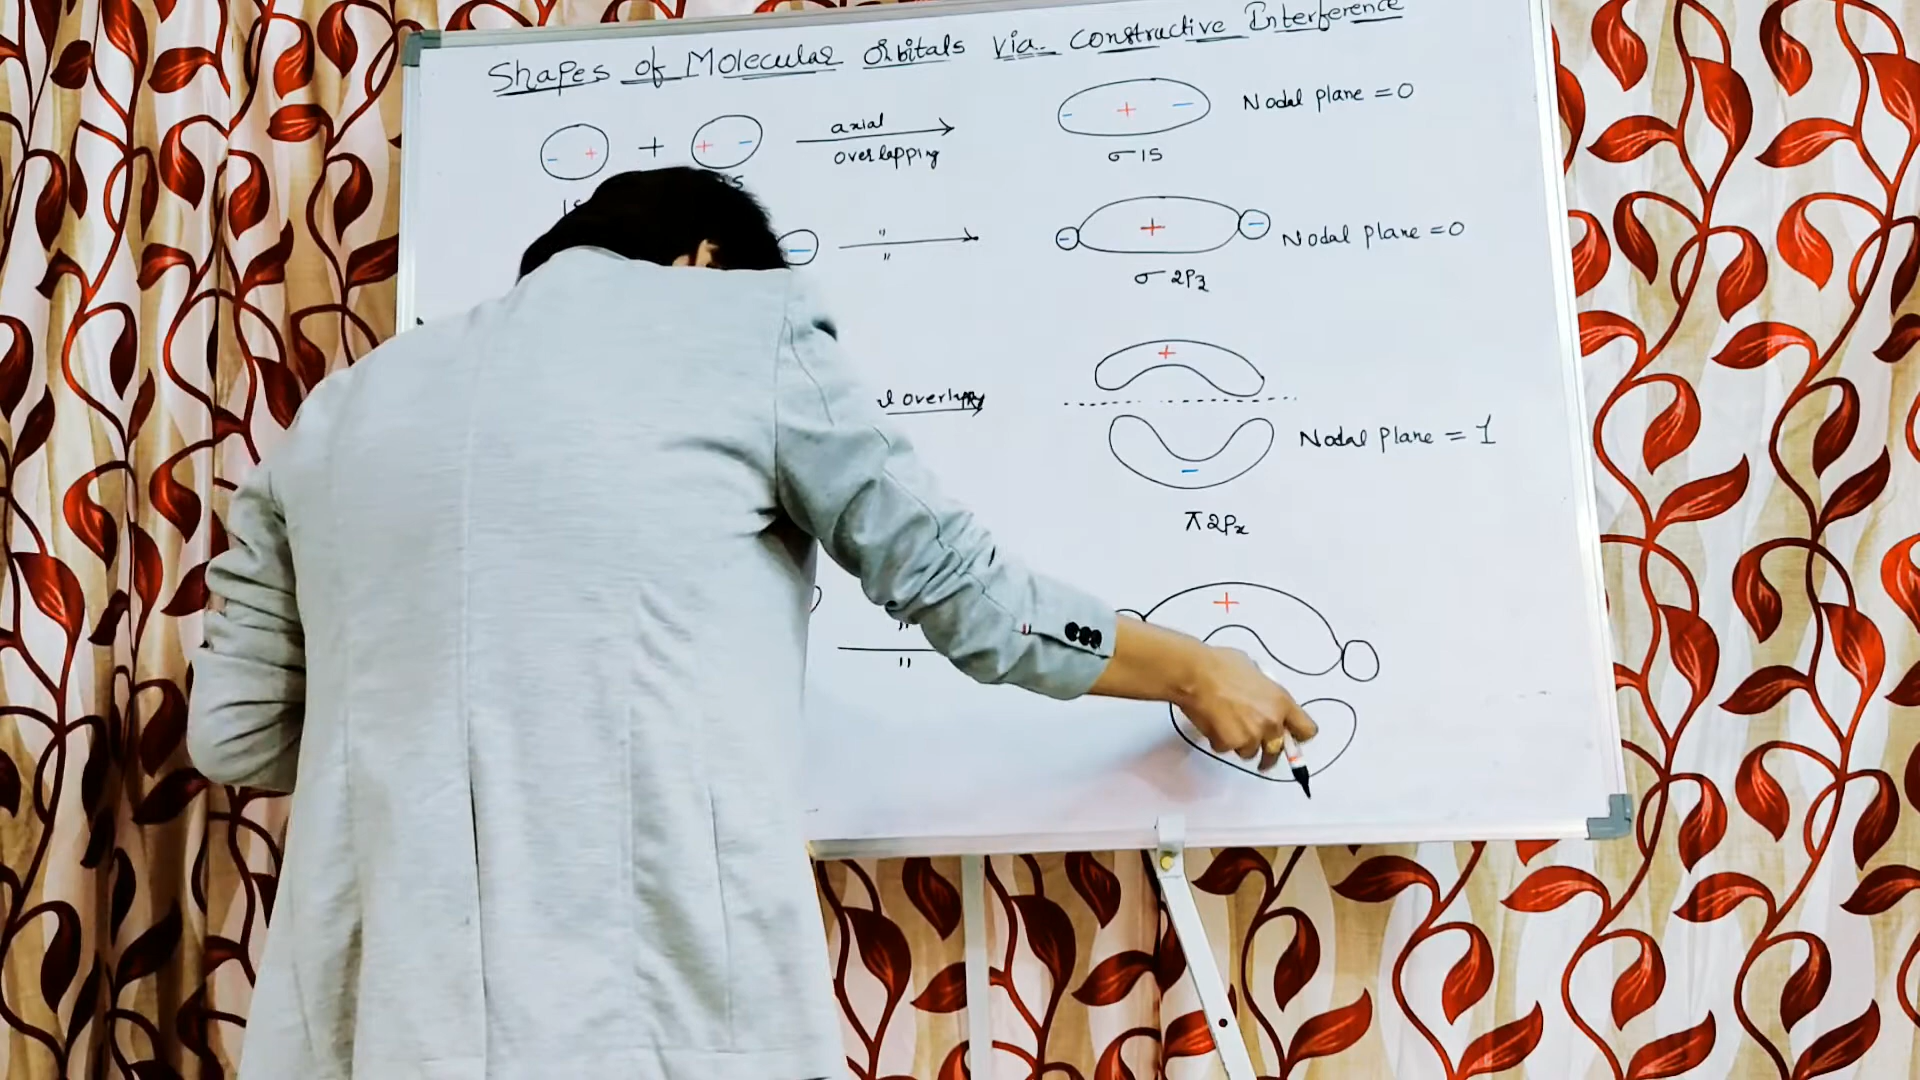 Shapes of Molecular Orbitals via constructive Interference
- + + + - axial overlapping - + - Nodal plane = 0
1S S σ 1S
- " " - + - Nodal plane = 0
σ 2Pz
+
Nodal plane = 1
-
π 2Px
+
" "